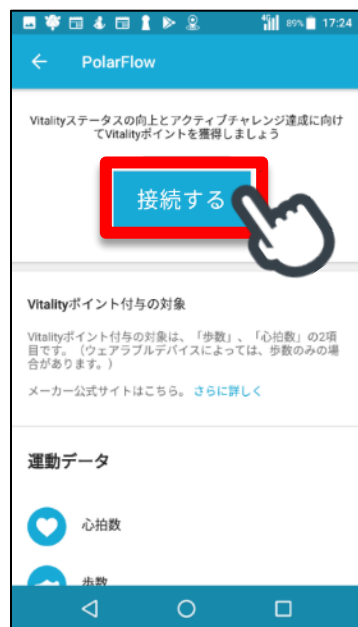 89% 17:24
PolarFlow
Vitalityステータスの向上とアクティブチャレンジ達成に向け
てVitalityポイントを獲得しましょう
接続する
Vitalityポイント付与の対象
Vitalityポイント付与の対象は、「歩数」、「心拍数」の2項
目です。（ウェアラブルデバイスによっては、歩数のみの場
合があります。）
メーカー公式サイトはこちら。さらに詳しく
運動データ
心拍数
歩数